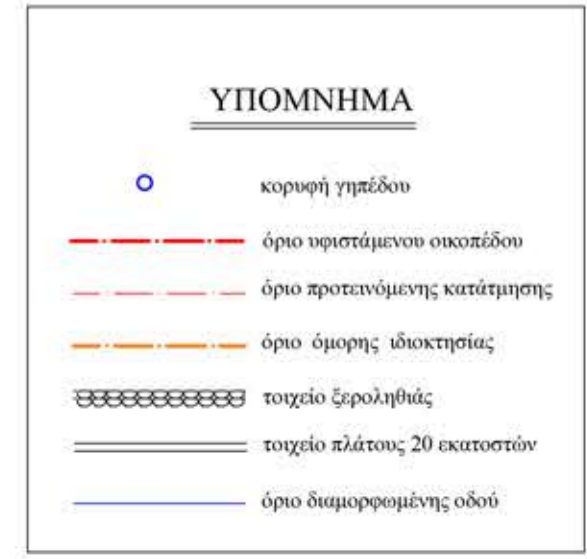 ΥΠΟΜΝΗΜΑ
κορυφή γηπέδου
όριο υφιστάμενου οικοπέδου
όριο προτεινόμενης κατάτμησης
όριο όμορης ιδιοκτησίας
τοιχείο ξεροληθιάς
τοιχείο πλάτους 20 εκατοστών
όριο διαμορφωμένης οδού